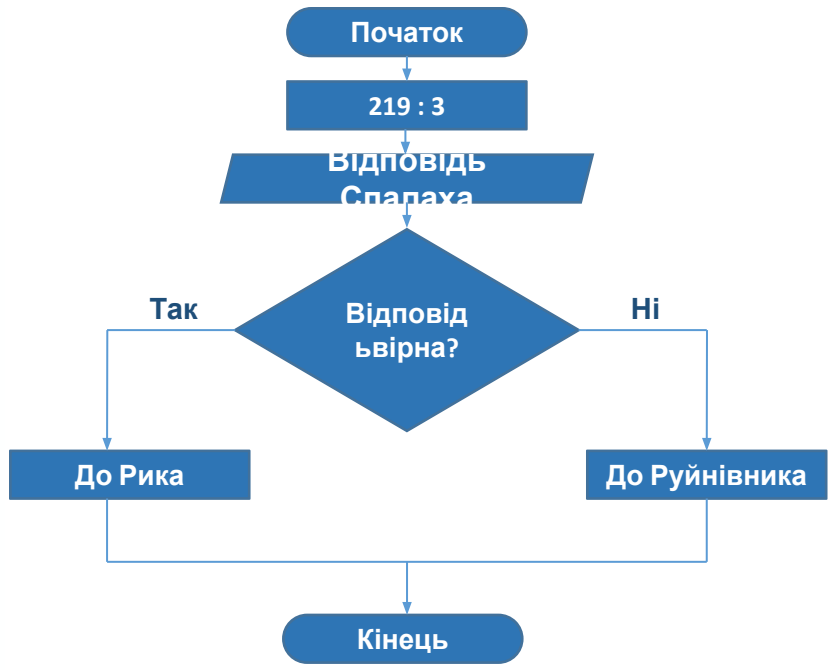 Початок
219 : 3
Відповідь
Спалаха
Так
Ні
Відповід
ьвірна?
До Рика
До Руйнівника
Кінець